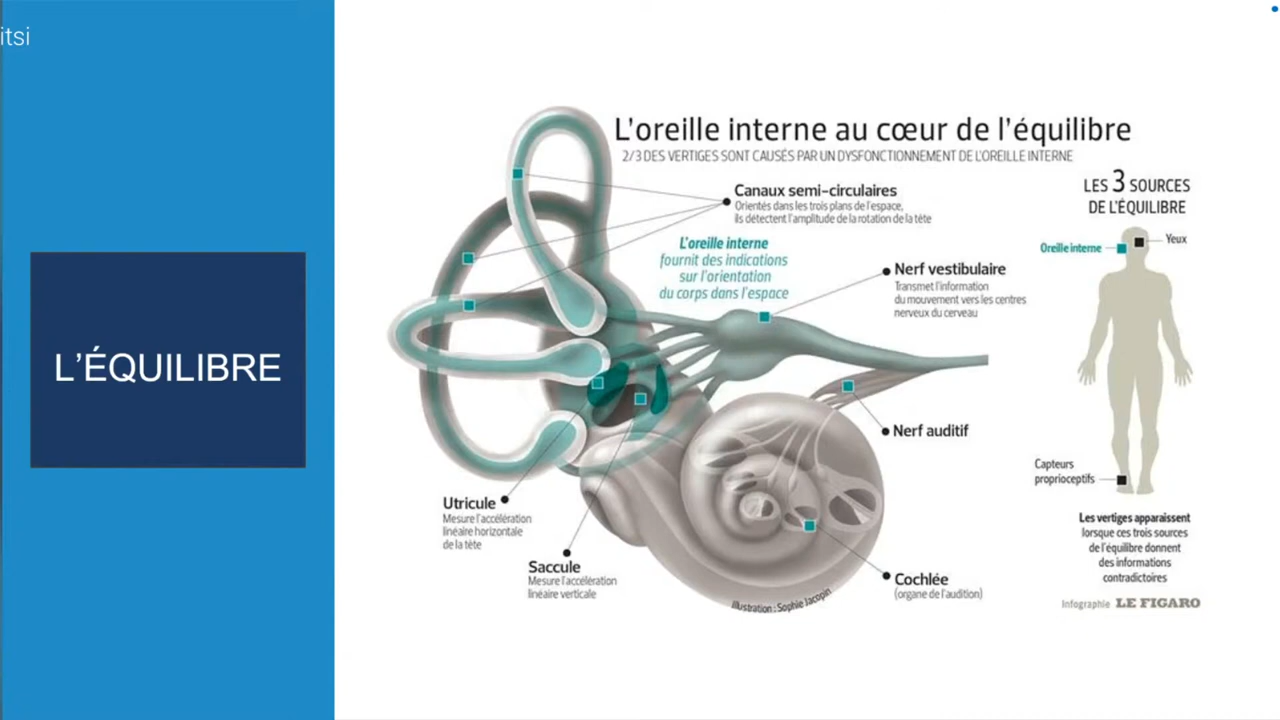 itsi
L'ÉQUILIBRE
L'oreille interne au cœur de l'équilibre
2/3 DES VERTIGES SONT CAUSÉS PAR UN DYSFONCTIONNEMENT DE L'OREILLE INTERNE
Canaux semi-circulaires
Orientés dans les trois plans de l'espace,
ils détectent l'amplitude de la rotation de la tête
L'oreille interne
fournit des indications
sur l'orientation
du corps dans l'espace
Nerf vestibulaire
Transmet l'information
du mouvement vers les centres
nerveux du cerveau
Nerf auditif
Utricule
Mesure l'accélération
linéaire horizontale
de la tête
Saccule
Mesure l'accélération
linéaire verticale
Cochlée
(organe de l'audition)
Illustration : Sophie Jacopin
LES 3 SOURCES
DE L'ÉQUILIBRE
Yeux
Oreille interne
Capteurs
proprioceptifs
Les vertiges apparaissent
lorsque ces trois sources
de l'équilibre donnent
des informations
contradictoires
Infographie LE FIGARO